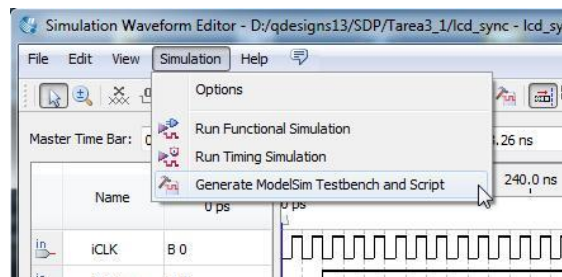 Simulation Waveform Editor - D:/qdesigns13/SDP/Tarea3_1/lcd_sync - lcd_sy
File Edit View Simulation Help
Options
Master Time Bar:
.26 ns
Run Functional Simulation
Run Timing Simulation
Generate ModelSim Testbench and Script
240,0 ns
Name
0 ps
0 ps
in
iCLK
B 0